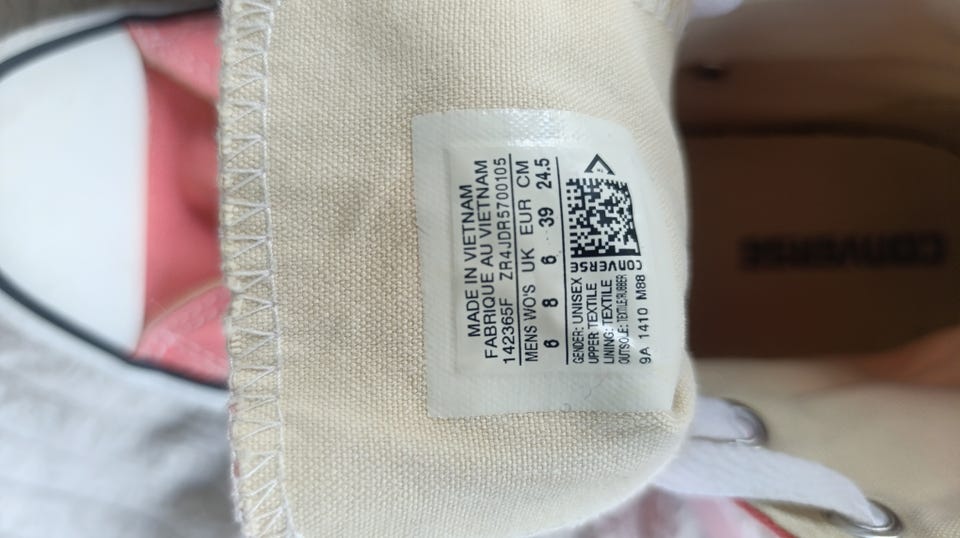 MADE IN VIETNAM
FABRIQUE AU VIETNAM
142365F ZR4JDR5700105
MENS WO'S UK EUR CM
6 8 6 39 24.5
GENDER: UNISEX
UPPER: TEXTILE
LINING: TEXTILE
OUTSOLE: TEXTILE/RUBBER
CONVERSE
9A 1410 M88
CONVERSE